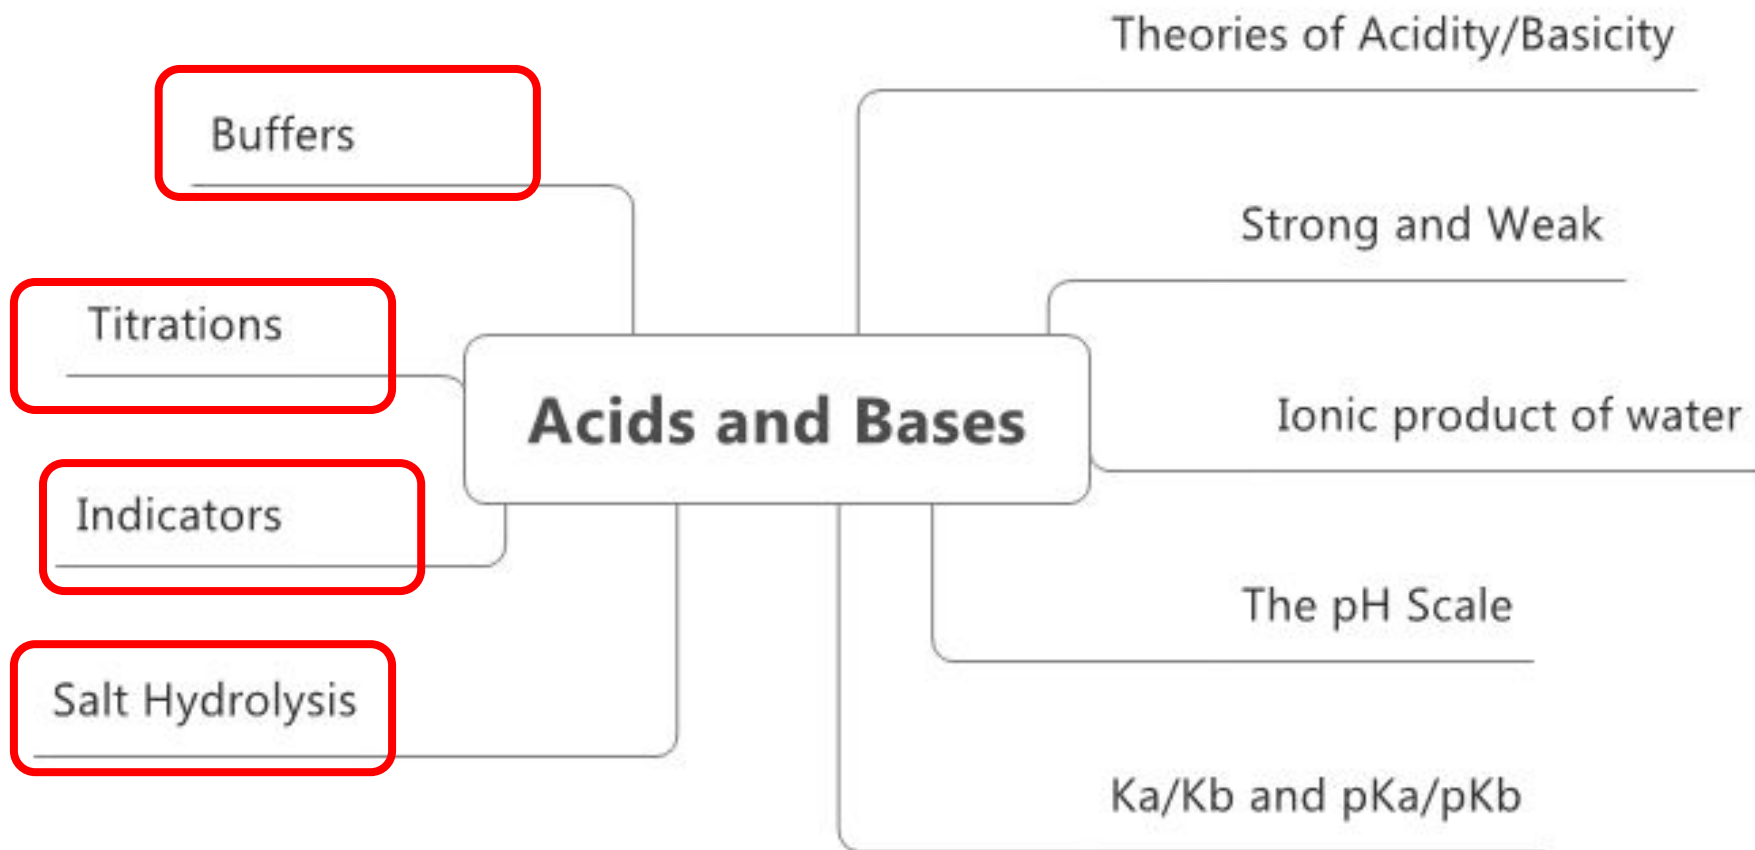 Theories of Acidity/Basicity
Buffers
Strong and Weak
Titrations
Acids and Bases
Ionic product of water
Indicators
The pH Scale
Salt Hydrolysis
Ka/Kb and pKa/pKb